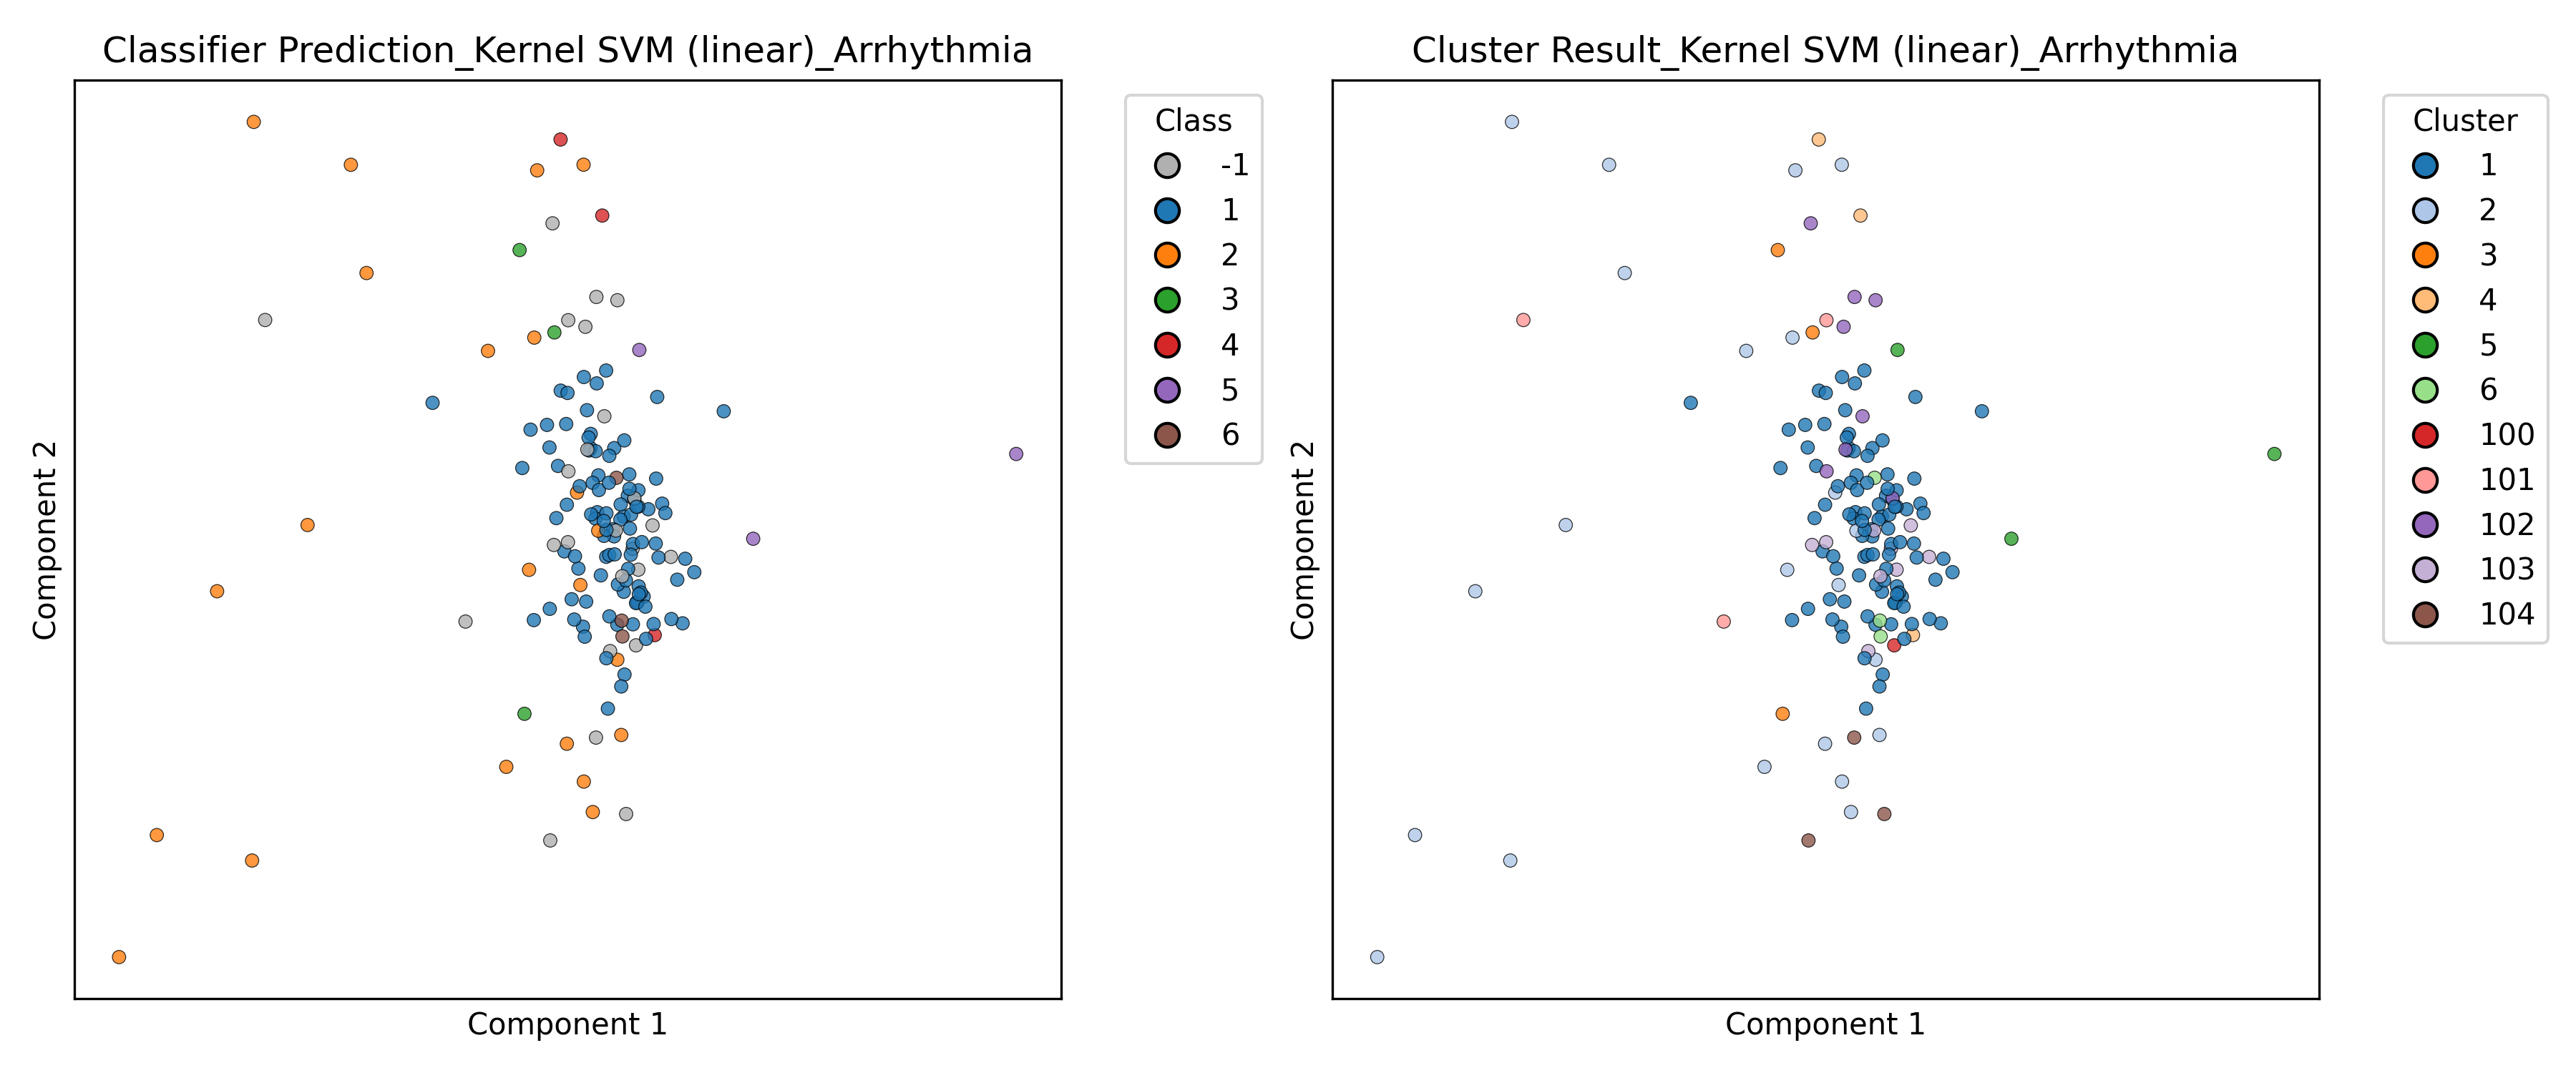 Classifier Prediction_Kernel SVM (linear)_Arrhythmia
Component 2
Component 1
Class
-1
1
2
3
4
5
6
Cluster Result_Kernel SVM (linear)_Arrhythmia
Component 2
Component 1
Cluster
1
2
3
4
5
6
100
101
102
103
104